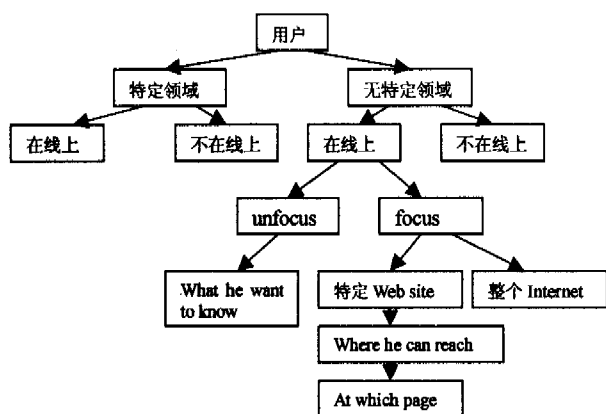 用户
特定领域
无特定领域
在线上
不在线上
在线上
不在线上
unfocus
focus
What he want
to know
特定 Web site
整个 Internet
Where he can reach
At which page